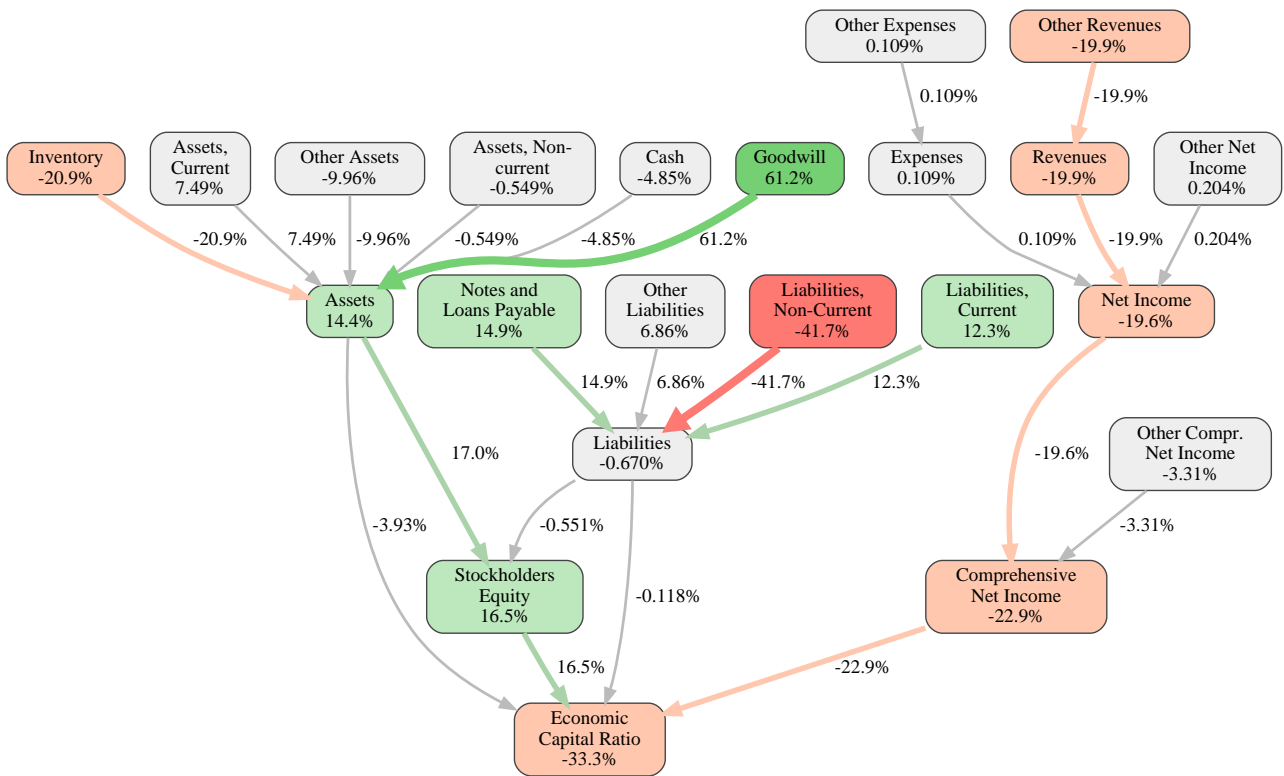 Other Expenses
0.109%
Other Revenues
-19.9%
0.109%
-19.9%
Inventory
-20.9%
Assets,
Current
7.49%
Other Assets
-9.96%
Assets, Non-
current
-0.549%
Cash
-4.85%
Goodwill
61.2%
Expenses
0.109%
Revenues
-19.9%
Other Net
Income
0.204%
-20.9%
7.49%
-9.96%
-0.549%
-4.85%
61.2%
0.109%
-19.9%
0.204%
Assets
14.4%
Notes and
Loans Payable
14.9%
Other
Liabilities
6.86%
Liabilities,
Non-Current
-41.7%
Liabilities,
Current
12.3%
Net Income
-19.6%
14.9%
6.86%
-41.7%
12.3%
17.0%
Liabilities
-0.670%
-19.6%
Other Compr.
Net Income
-3.31%
-3.93%
-0.551%
-3.31%
Stockholders
Equity
16.5%
-0.118%
Comprehensive
Net Income
-22.9%
16.5%
-22.9%
Economic
Capital Ratio
-33.3%